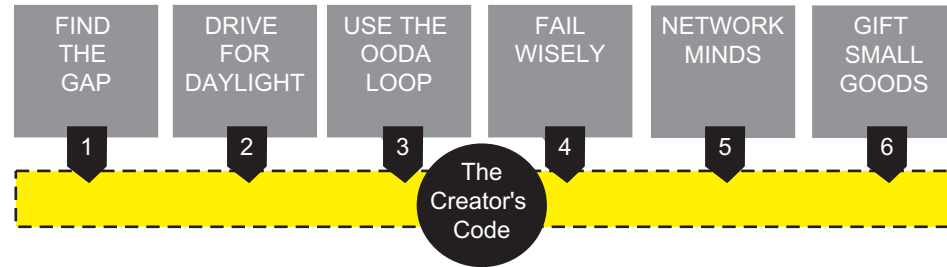 FIND
THE
GAP
DRIVE
FOR
DAYLIGHT
USE THE
OODA
LOOP
FAIL
WISELY
NETWORK
MINDS
GIFT
SMALL
GOODS
1
2
3
4
5
6
The
Creator's
Code